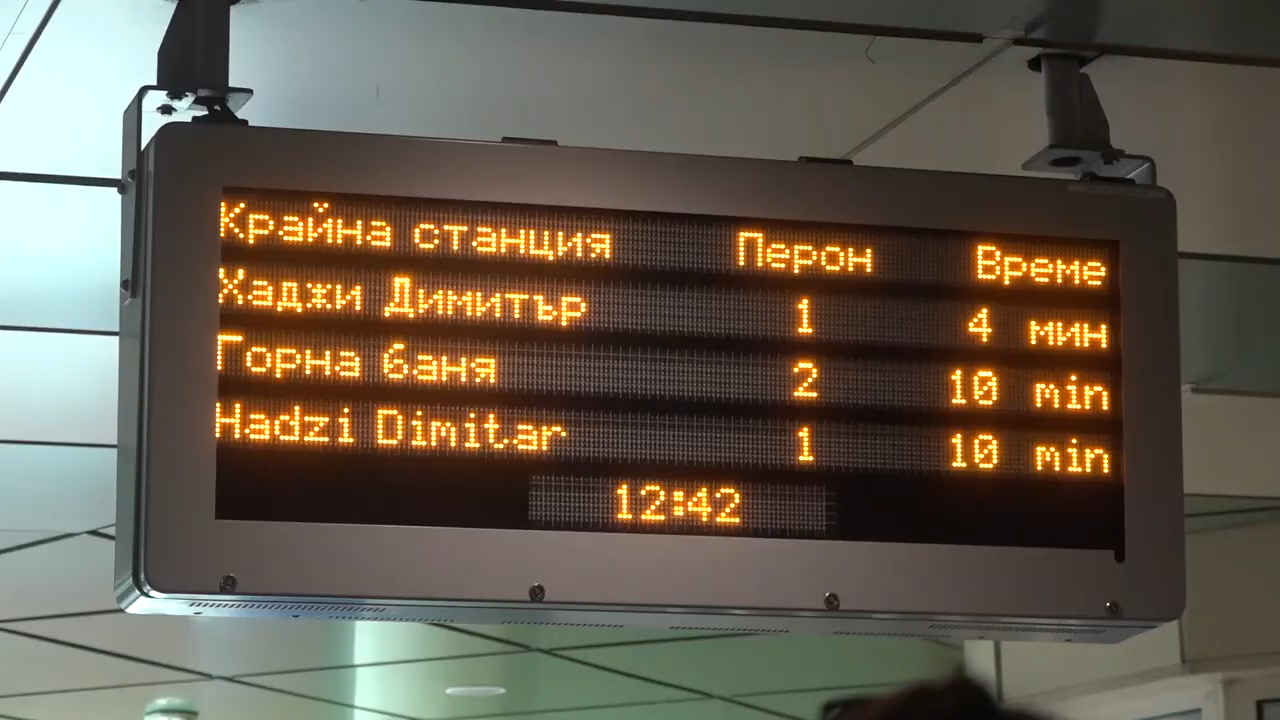 Крайна станция Перон Време
Хаджи Димитър 1 4 мин
Горна баня 2 10 min
Hadzi Dimitar 1 10 min
12:42